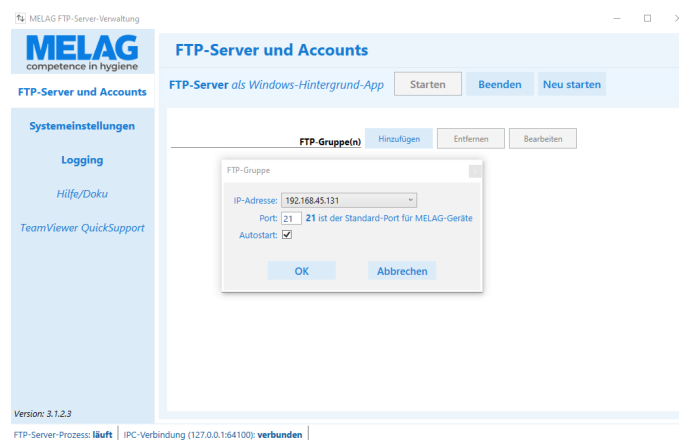 MELAG FTP-Server-Verwaltung
MELAG
competence in hygiene
FTP-Server und Accounts
Systemeinstellungen
Logging
Hilfe/Doku
TeamViewer QuickSupport
Version: 3.1.2.3
FTP-Server und Accounts
FTP-Server als Windows-Hintergrund-App Starten Beenden Neu starten
FTP-Gruppe(n) Hinzufügen Entfernen Bearbeiten
FTP-Gruppe
IP-Adresse: 192.168.45.131
Port: 21 21 ist der Standard-Port für MELAG-Geräte
Autostart:
OK Abbrechen
FTP-Server-Prozess: läuft IPC-Verbindung (127.0.0.1:64100): verbunden